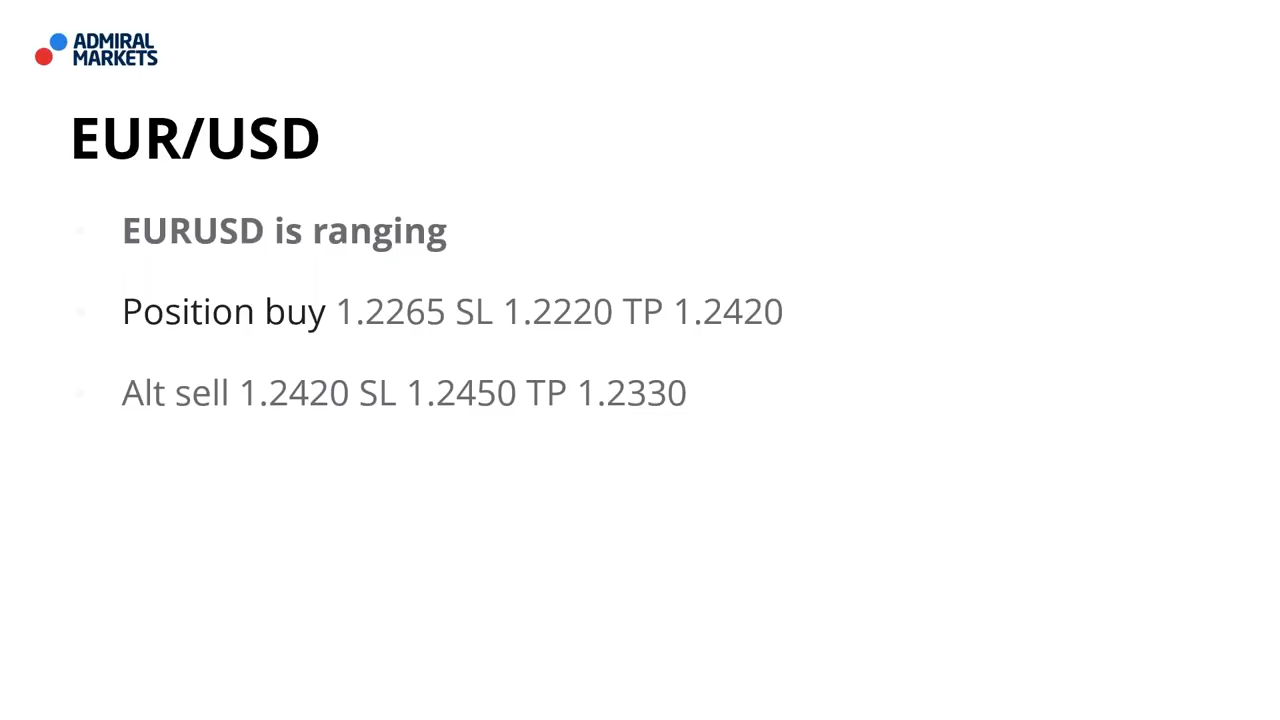 ADMIRAL
MARKETS
EUR/USD
EURUSD is ranging
Position buy 1.2265 SL 1.2220 TP 1.2420
Alt sell 1.2420 SL 1.2450 TP 1.2330